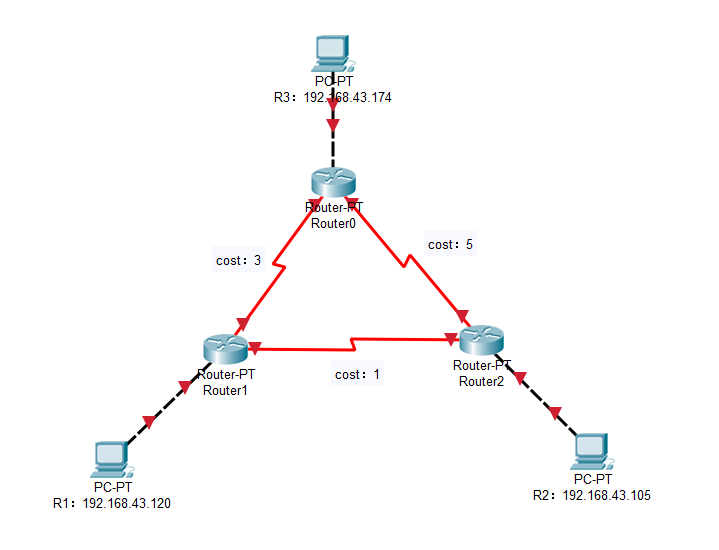 PC-PT
R3：192.168.43.174
Router-PT
Router0
cost：3
cost：5
Router-PT
Router1
cost：1
Router-PT
Router2
PC-PT
R1：192.168.43.120
PC-PT
R2：192.168.43.105